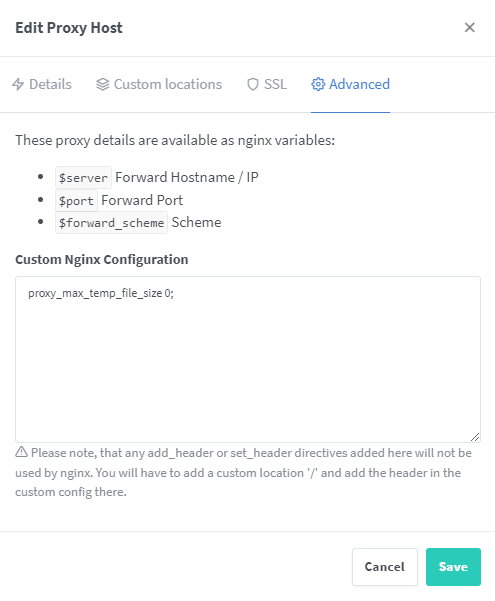 Edit Proxy Host
Details Custom locations SSL Advanced
These proxy details are available as nginx variables:
$server Forward Hostname / IP
$port Forward Port
$forward_scheme Scheme
Custom Nginx Configuration
proxy_max_temp_file_size 0;
Please note, that any add_header or set_header directives added here will not be
used by nginx. You will have to add a custom location '/' and add the header in the
custom config there.
Cancel Save